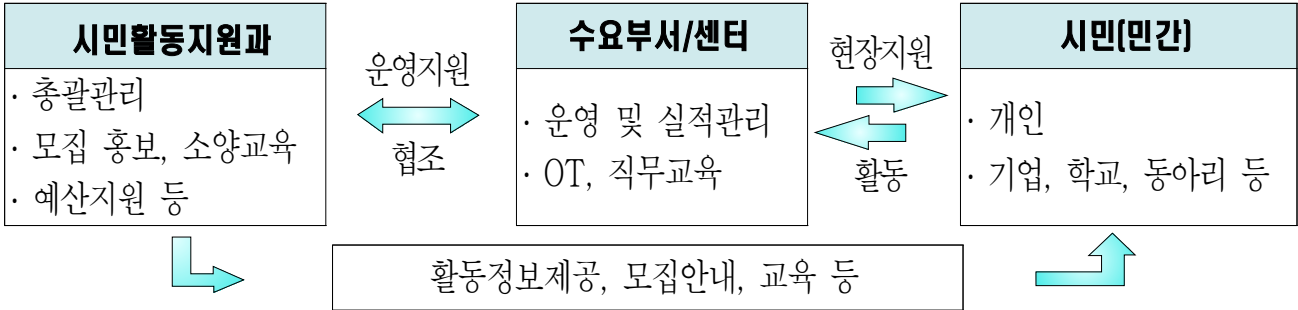 시민활동지원과
· 총괄관리
· 모집 홍보, 소양교육
· 예산지원 등
운영지원
협조
수요부서/센터
· 운영 및 실적관리
· OT, 직무교육
현장지원
활동
시민(민간)
· 개인
· 기업, 학교, 동아리 등
활동정보제공, 모집안내, 교육 등